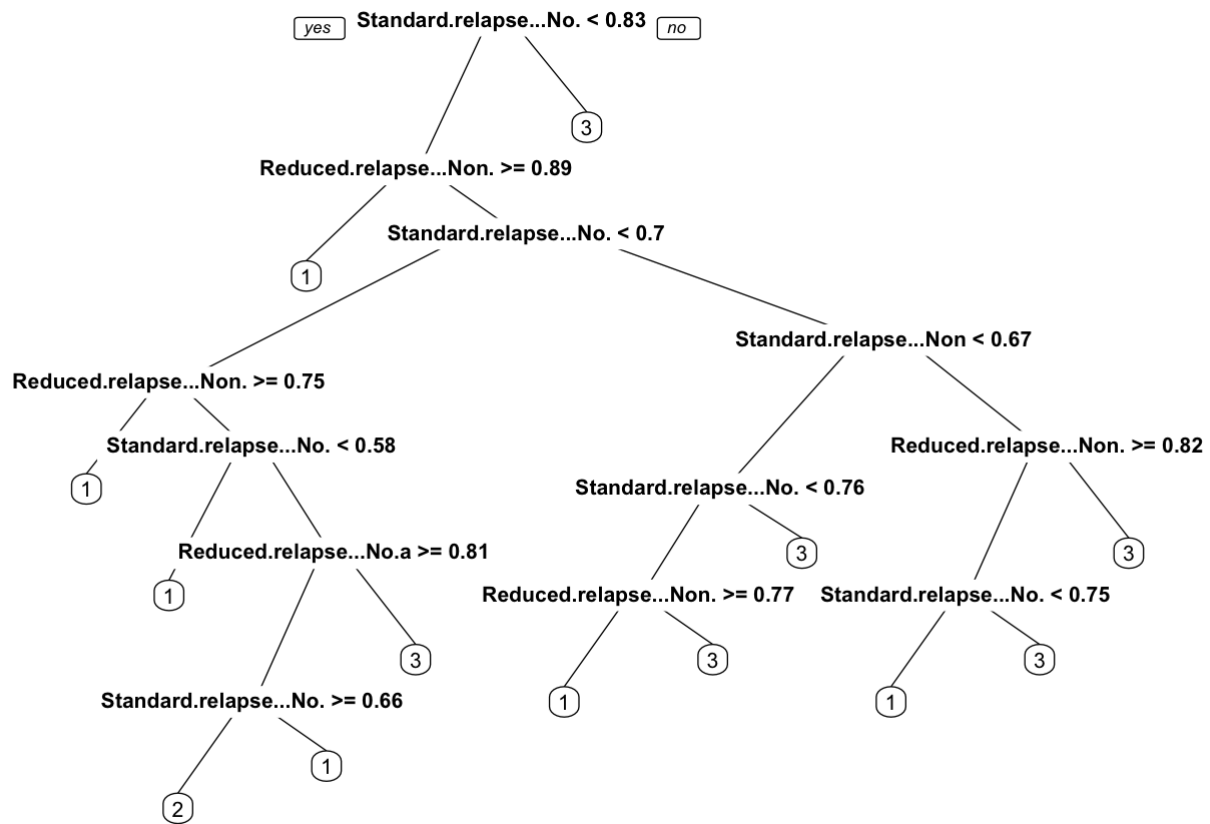 yes Standard.relapse...No. < 0.83 no
3
Reduced.relapse...Non. >= 0.89
Standard.relapse...No. < 0.7
1
Standard.relapse...Non < 0.67
Reduced.relapse...Non. >= 0.75
Standard.relapse...No. < 0.58 Reduced.relapse...Non. >= 0.82
1 Standard.relapse...No. < 0.76
Reduced.relapse...No.a >= 0.81 3 3
1 Reduced.relapse...Non. >= 0.77 Standard.relapse...No. < 0.75
3 3 3
Standard.relapse...No. >= 0.66 1 1
1
2